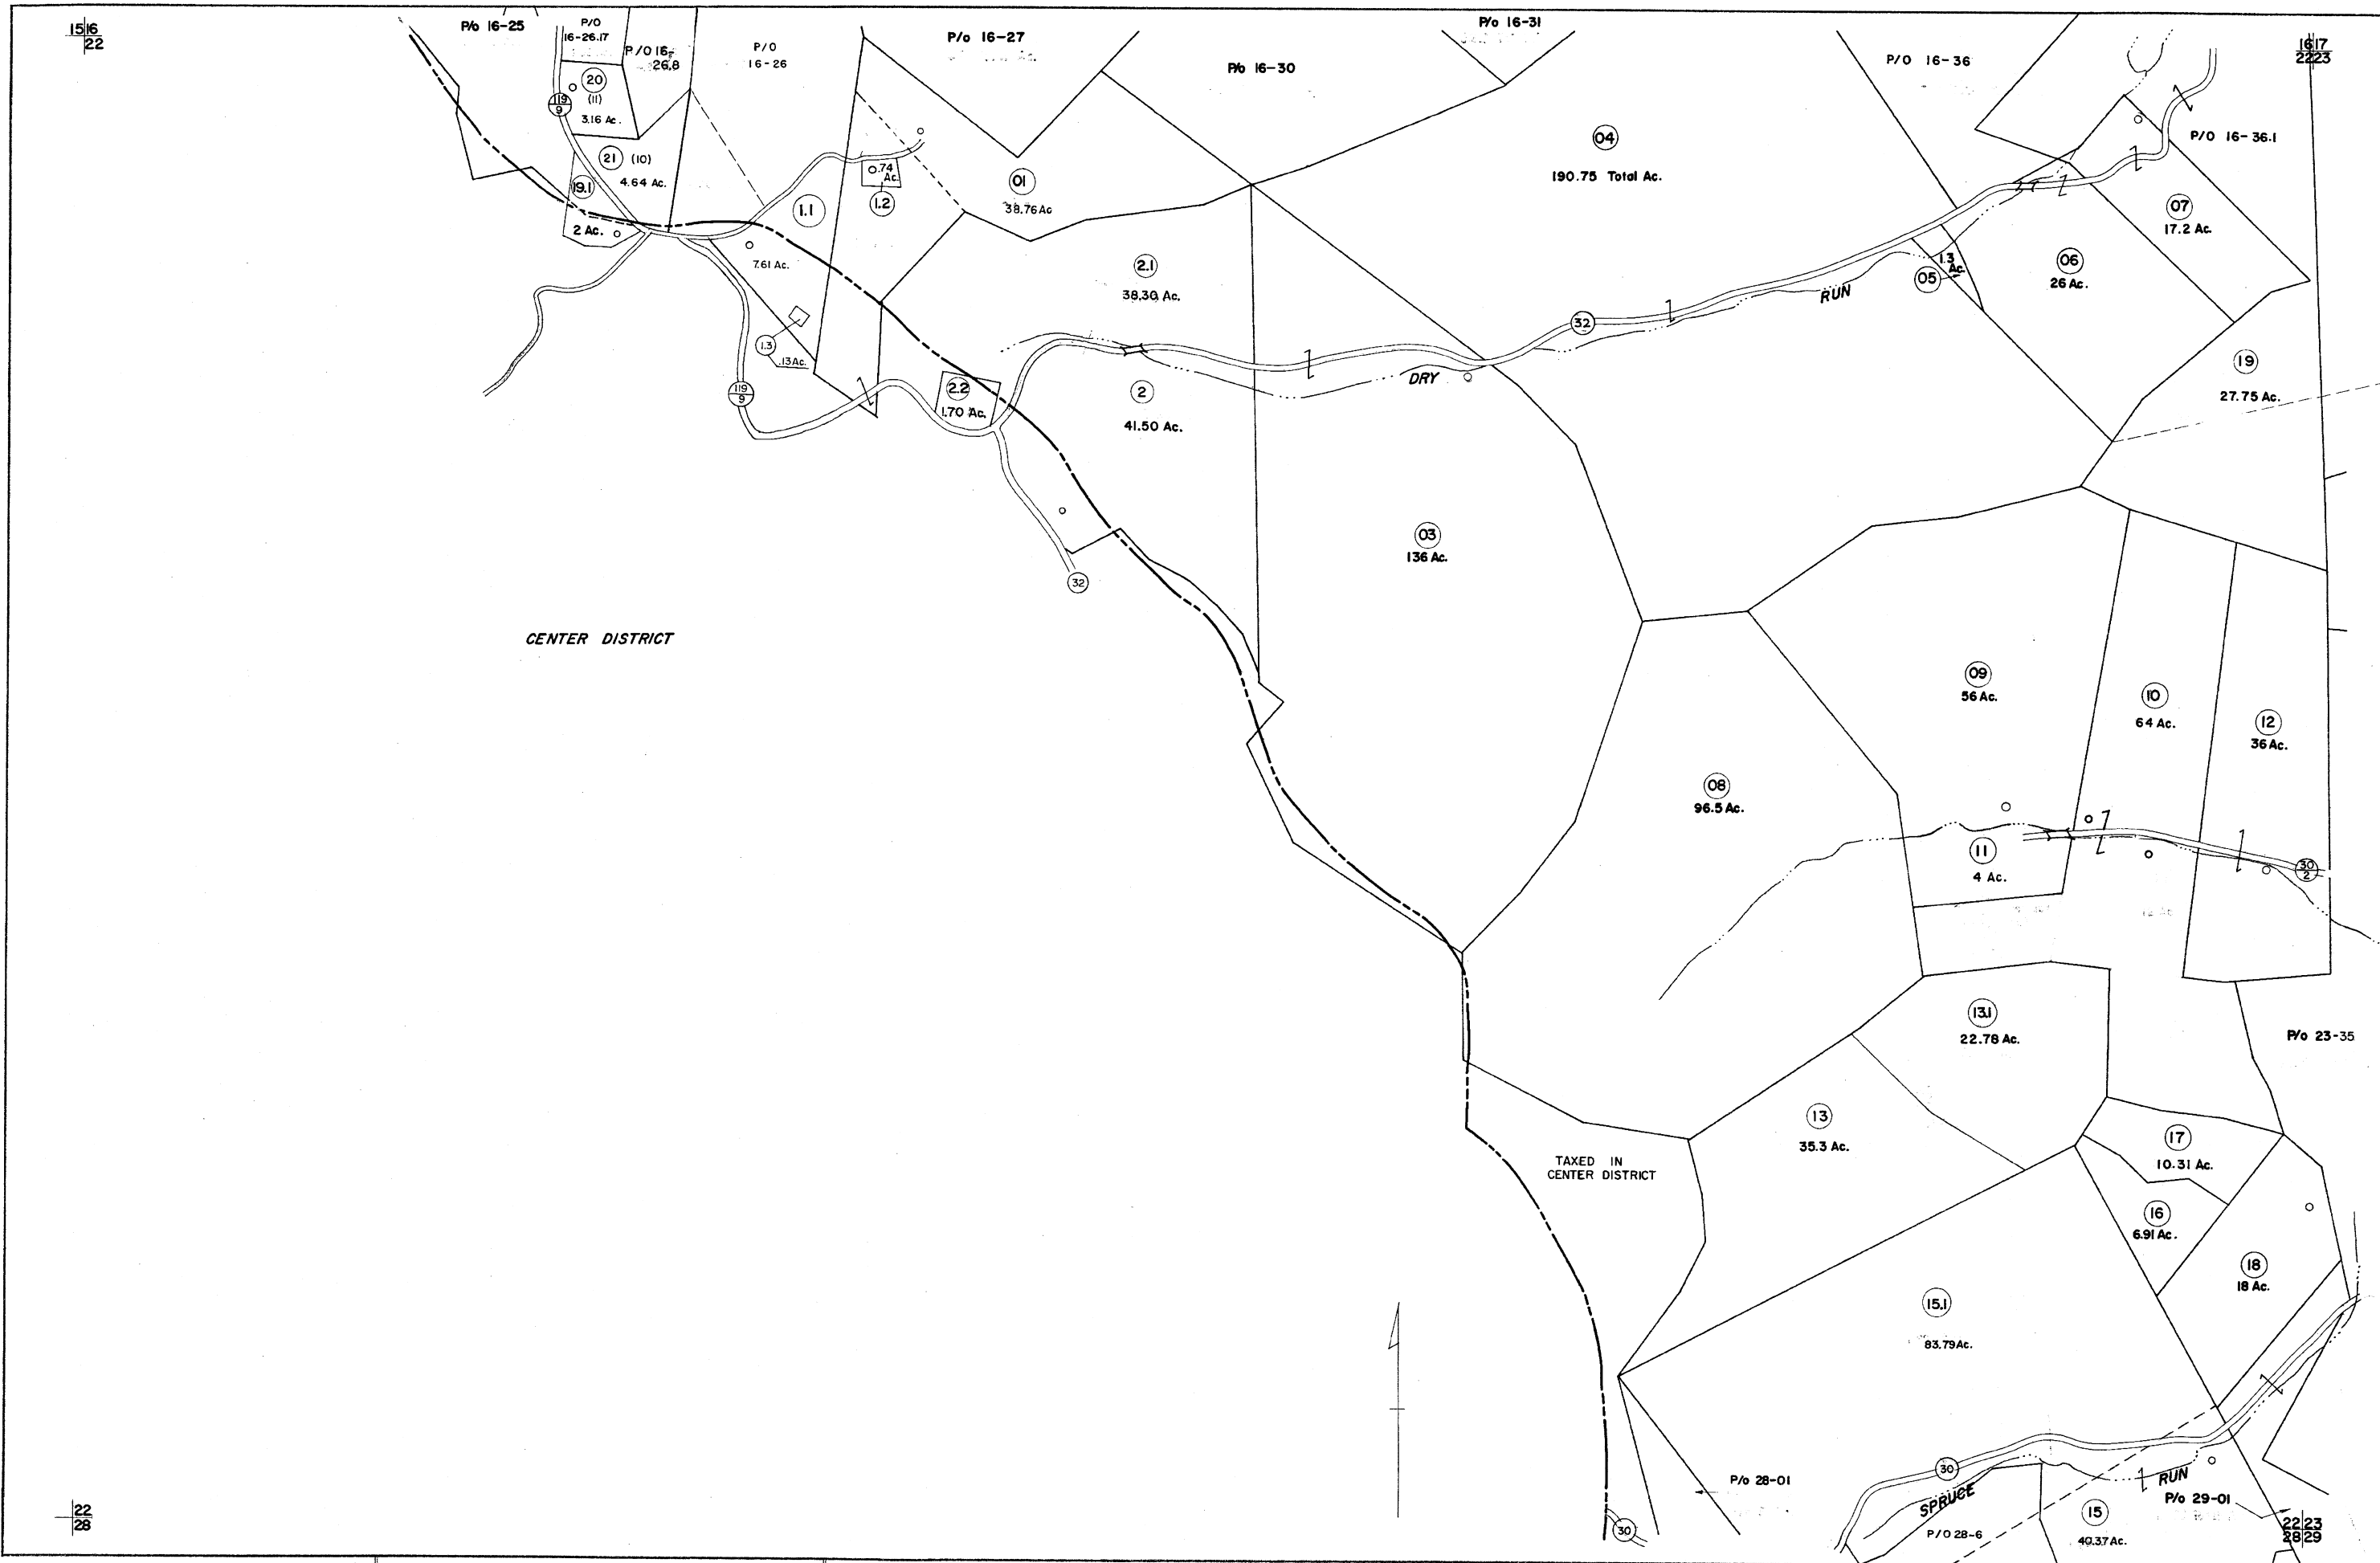 15|16
22
P/o 16-25
P/O
16-26.17
P/O 16-
26.8
P/O
16-26
P/o 16-27
P/o 16-30
P/o 16-31
P/O 16-36
16|17
22|23
P/O 16-36.1
20
(11)
3.16 Ac.
119
9
21 (10)
4.64 Ac.
19.1
2 Ac.
1.1
7.61 Ac.
.74
Ac.
1.2
01
38.76 Ac
04
190.75 Total Ac.
07
17.2 Ac.
06
26 Ac.
1.3
Ac.
05
2.1
38.30 Ac.
RUN
32
1.3
.13 Ac.
119
9
2.2
1.70 Ac.
2
41.50 Ac.
DRY
19
27.75 Ac.
03
136 Ac.
32
CENTER DISTRICT
09
56 Ac.
10
64 Ac.
12
36 Ac.
08
96.5 Ac.
11
4 Ac.
30
2
13.1
22.78 Ac.
P/o 23-35
13
35.3 Ac.
17
10.31 Ac.
TAXED IN
CENTER DISTRICT
16
6.91 Ac.
18
18 Ac.
15.1
83.79 Ac.
P/o 28-01
30
SPRUCE
RUN
P/o 29-01
22
28
30
P/O 28-6
15
40.37 Ac.
22|23
28|29